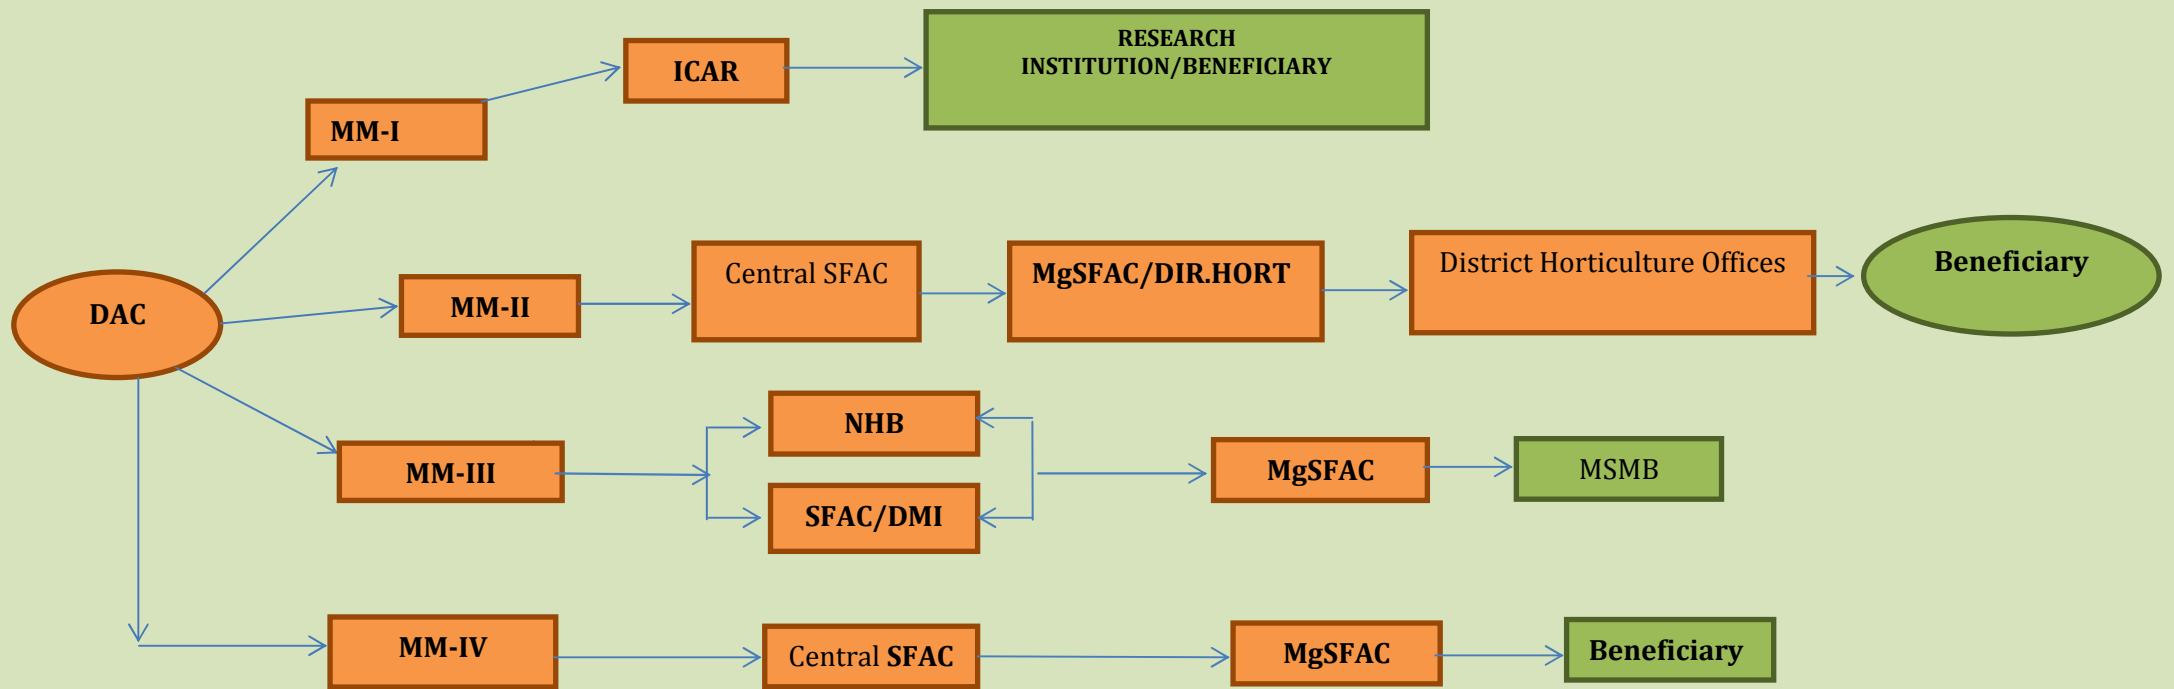 RESEARCH
INSTITUTION/BENEFICIARY
ICAR
MM-I
DAC
MM-II
Central SFAC
MgSFAC/DIR.HORT
District Horticulture Offices
Beneficiary
MM-III
NHB
SFAC/DMI
MgSFAC
MSMB
MM-IV
Central SFAC
MgSFAC
Beneficiary